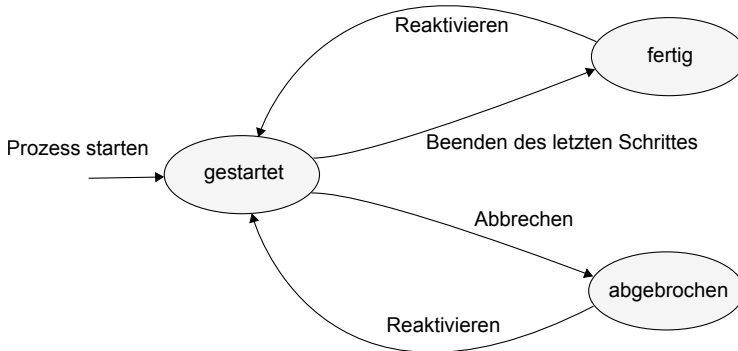 Reaktivieren
fertig
Prozess starten
Beenden des letzten Schrittes
gestartet
Abbrechen
abgebrochen
Reaktivieren